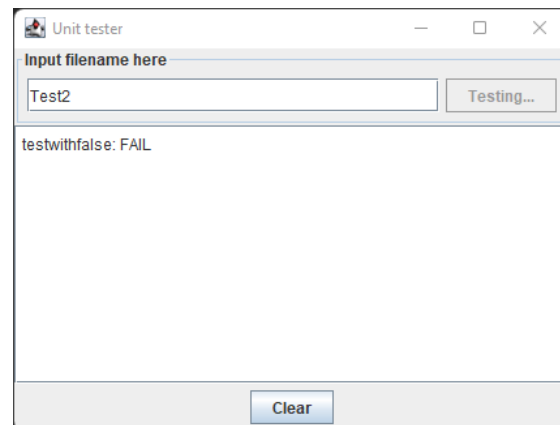 Unit tester
Input filename here
Test2
Testing...
testwithfalse: FAIL
Clear